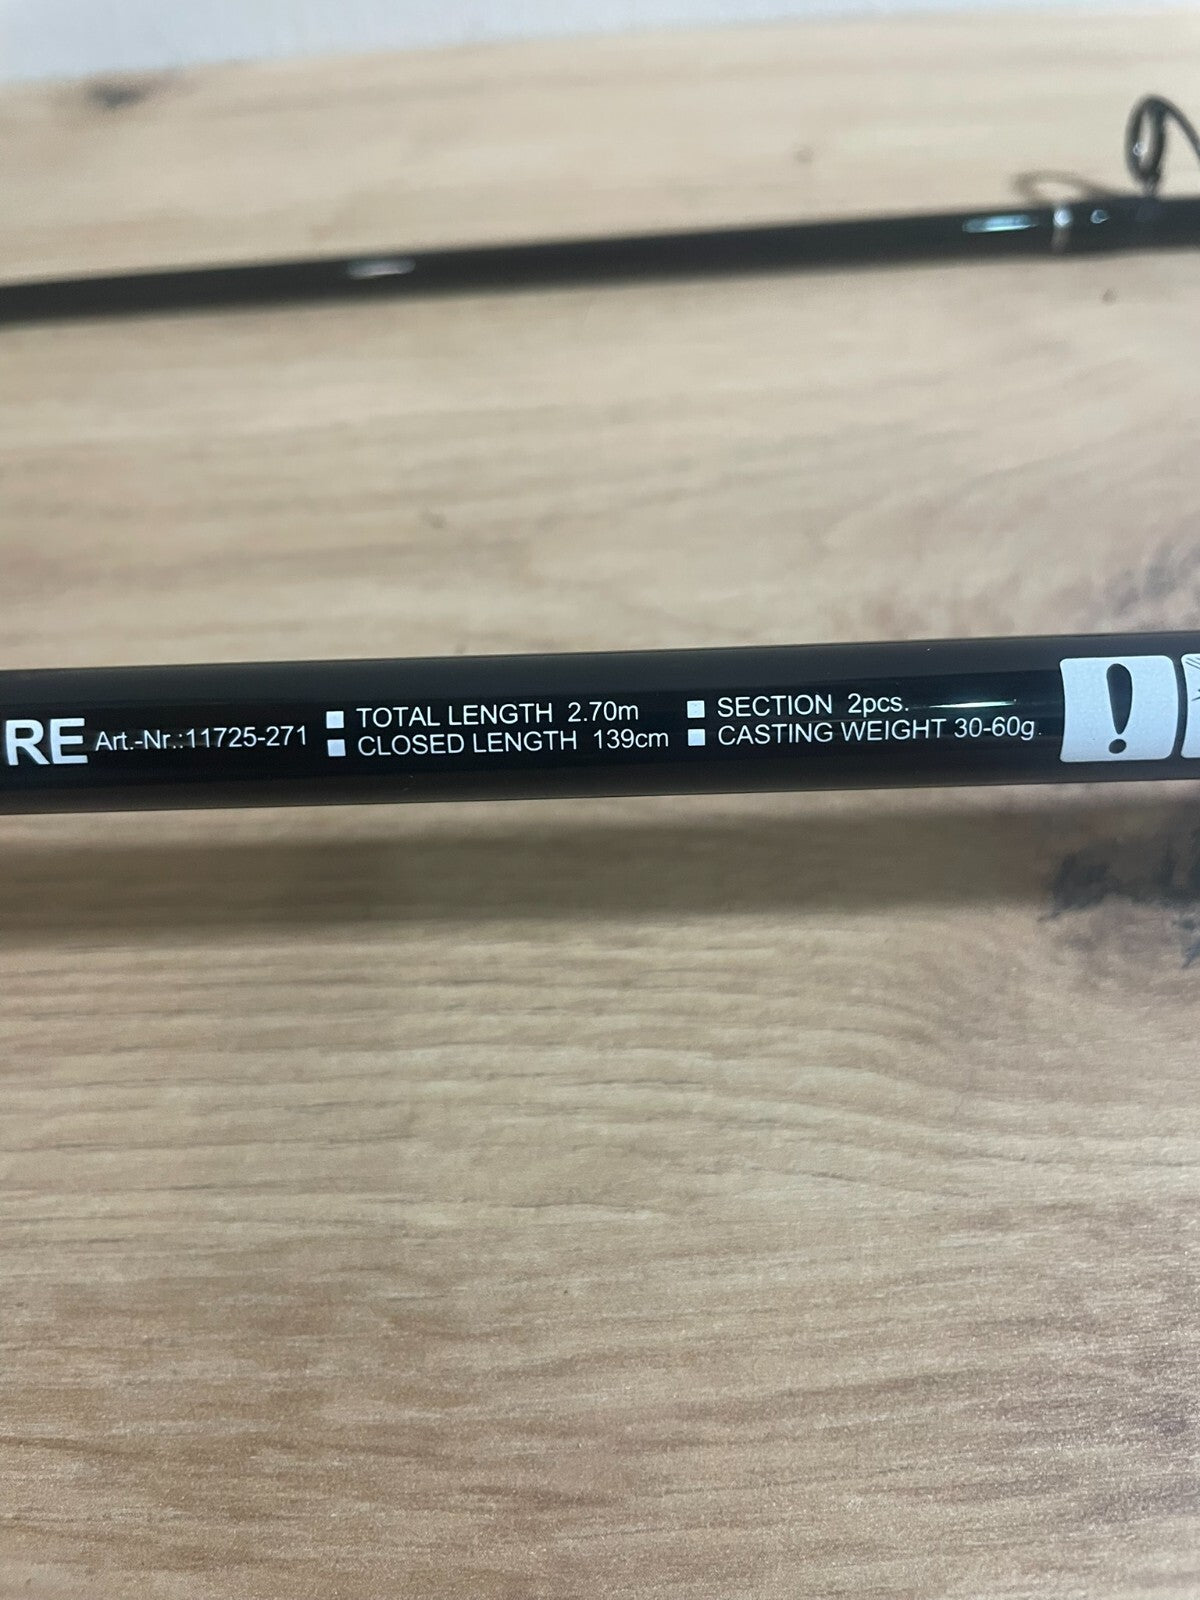 RE Art.-Nr.:11725-271
■ TOTAL LENGTH 2.70m
■ CLOSED LENGTH 139cm
■ SECTION 2pcs.
■ CASTING WEIGHT 30-60g.
!